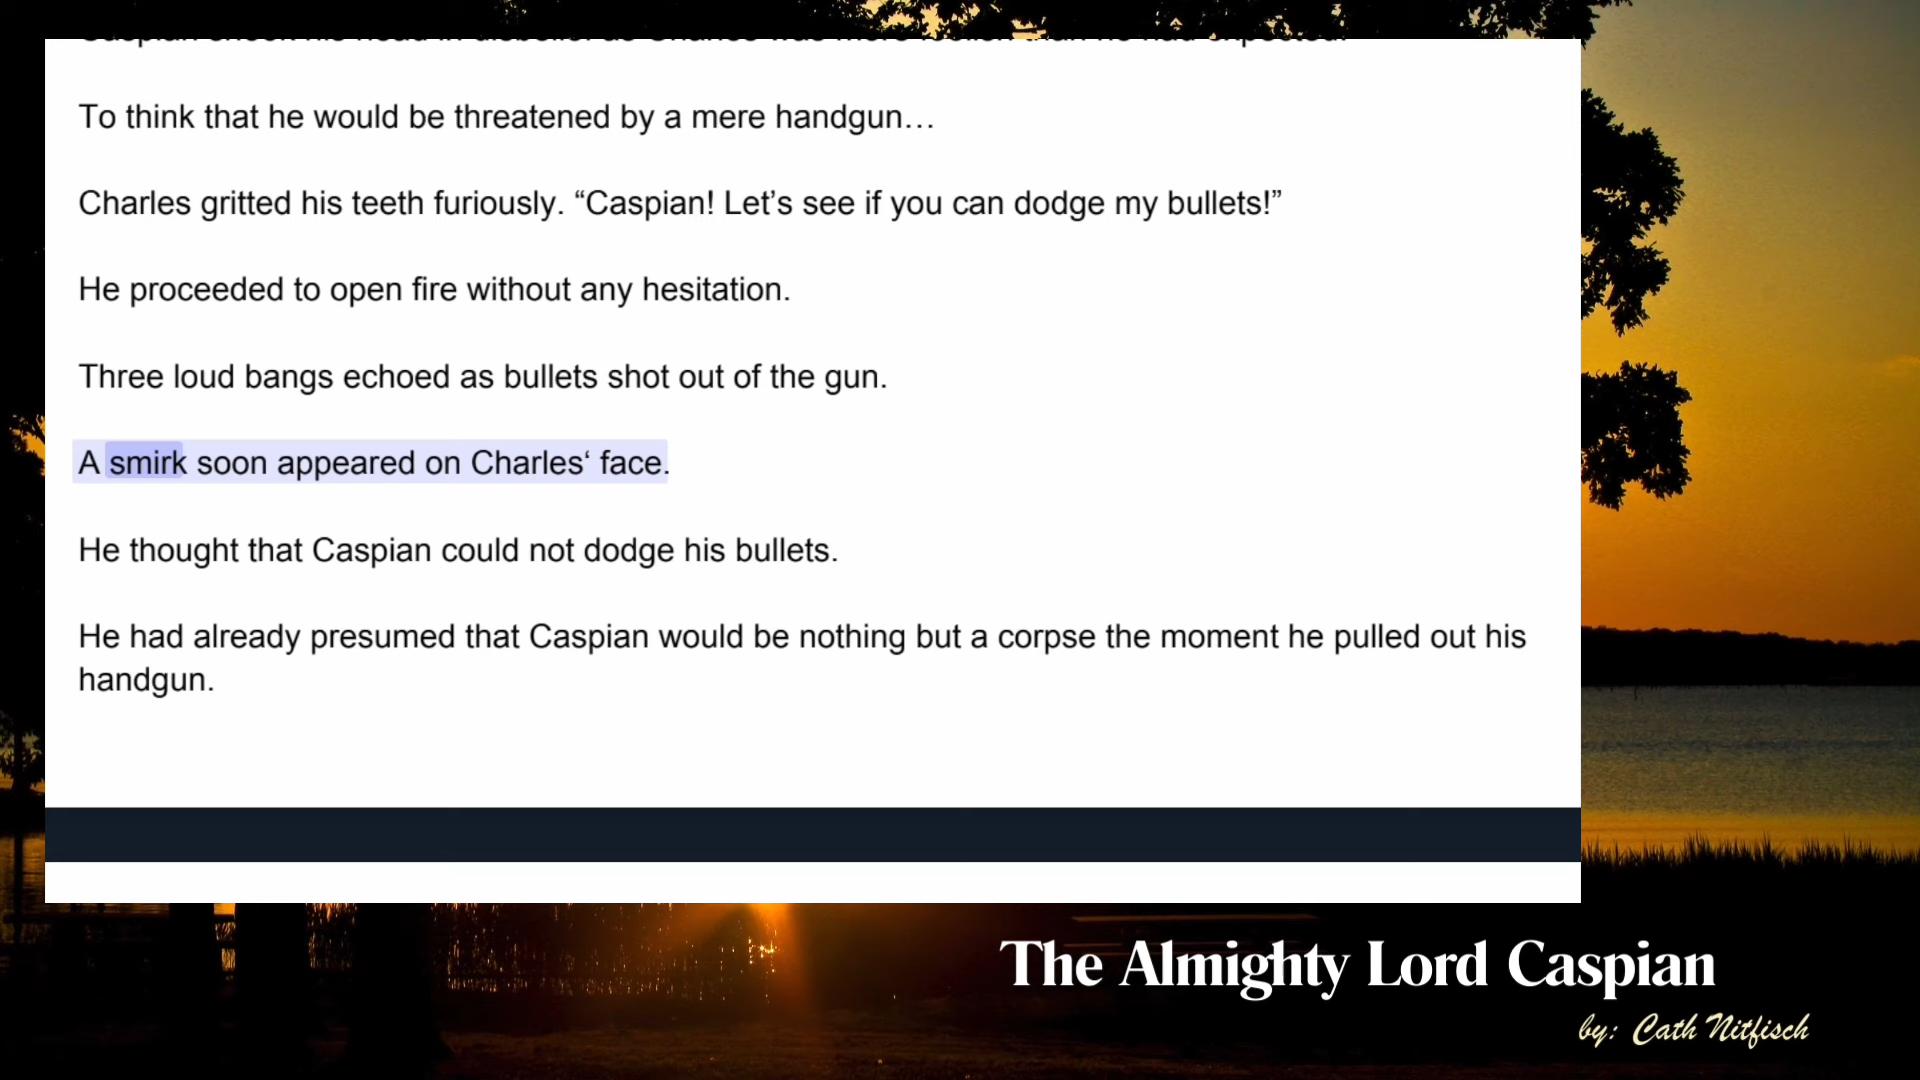 To think that he would be threatened by a mere handgun…
Charles gritted his teeth furiously. “Caspian! Let’s see if you can dodge my bullets!”
He proceeded to open fire without any hesitation.
Three loud bangs echoed as bullets shot out of the gun.
A smirk soon appeared on Charles‘ face.
He thought that Caspian could not dodge his bullets.
He had already presumed that Caspian would be nothing but a corpse the moment he pulled out his
handgun.
The Almighty Lord Caspian
by: Cath Nitfisch